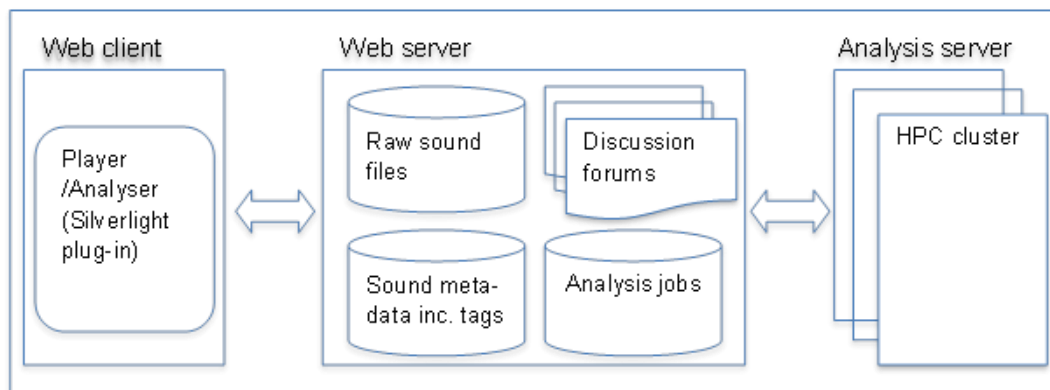 Web client
Player
/Analyser
(Silverlight
plug-in)
Web server
Raw sound
files
Discussion
forums
Sound meta-
data inc. tags
Analysis jobs
Analysis server
HPC cluster